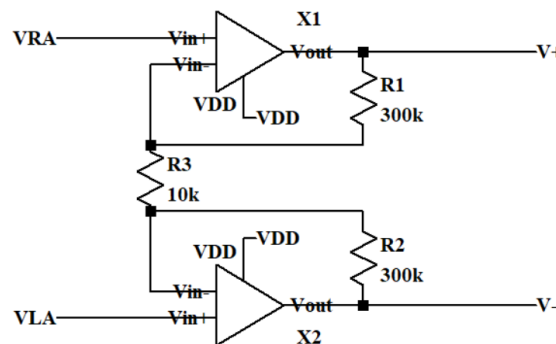 X1
VRA
Vin+
Vout
V+
Vin-
R1
VDD
VDD
300k
R3
10k
VDD
VDD
R2
300k
Vin-
Vout
V-
VLA
Vin+
X2